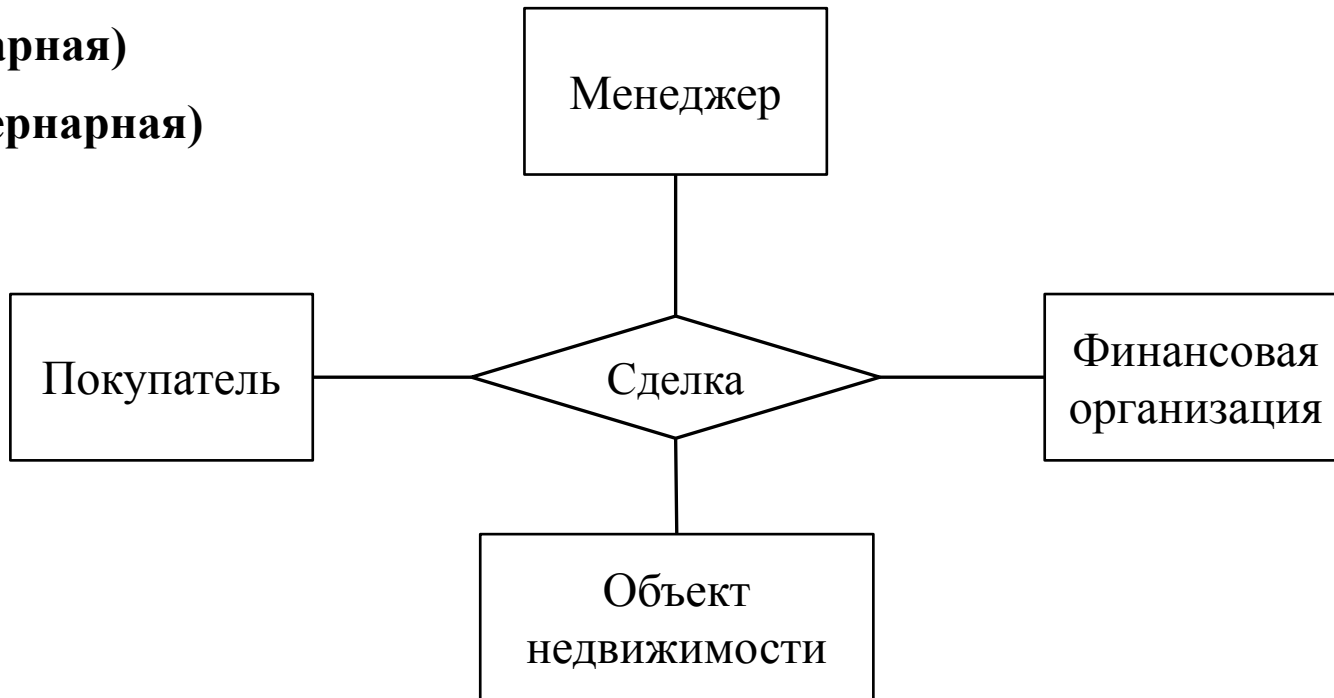 арная)
Менеджер
ернарная)
Покупатель
Сделка
Финансовая
организация
Объект
недвижимости